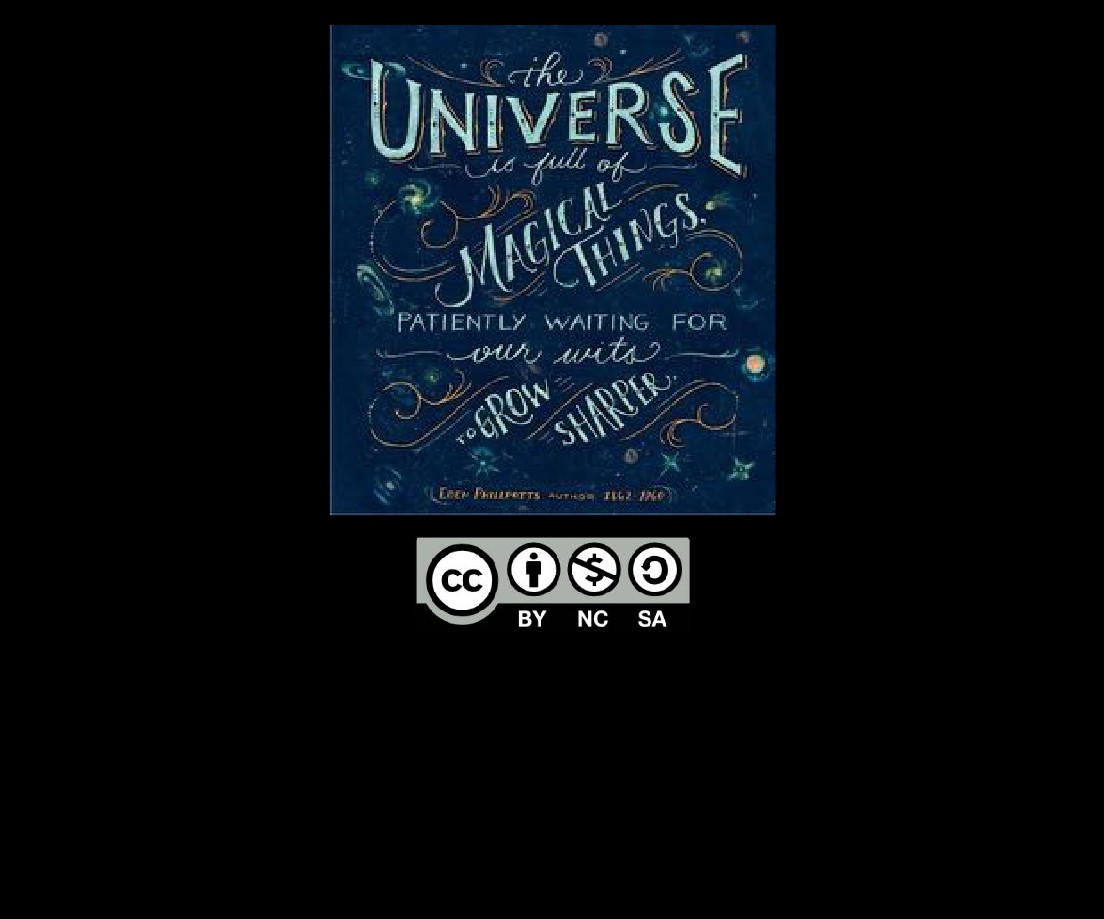 the
UNIVERSE
is full of
MAGICAL
THINGS,
PATIENTLY WAITING FOR
our wits
TO GROW
SHARPER.
EDEN PHILLPOTTS AUTHOR 1862-1960
CC
BY NC SA